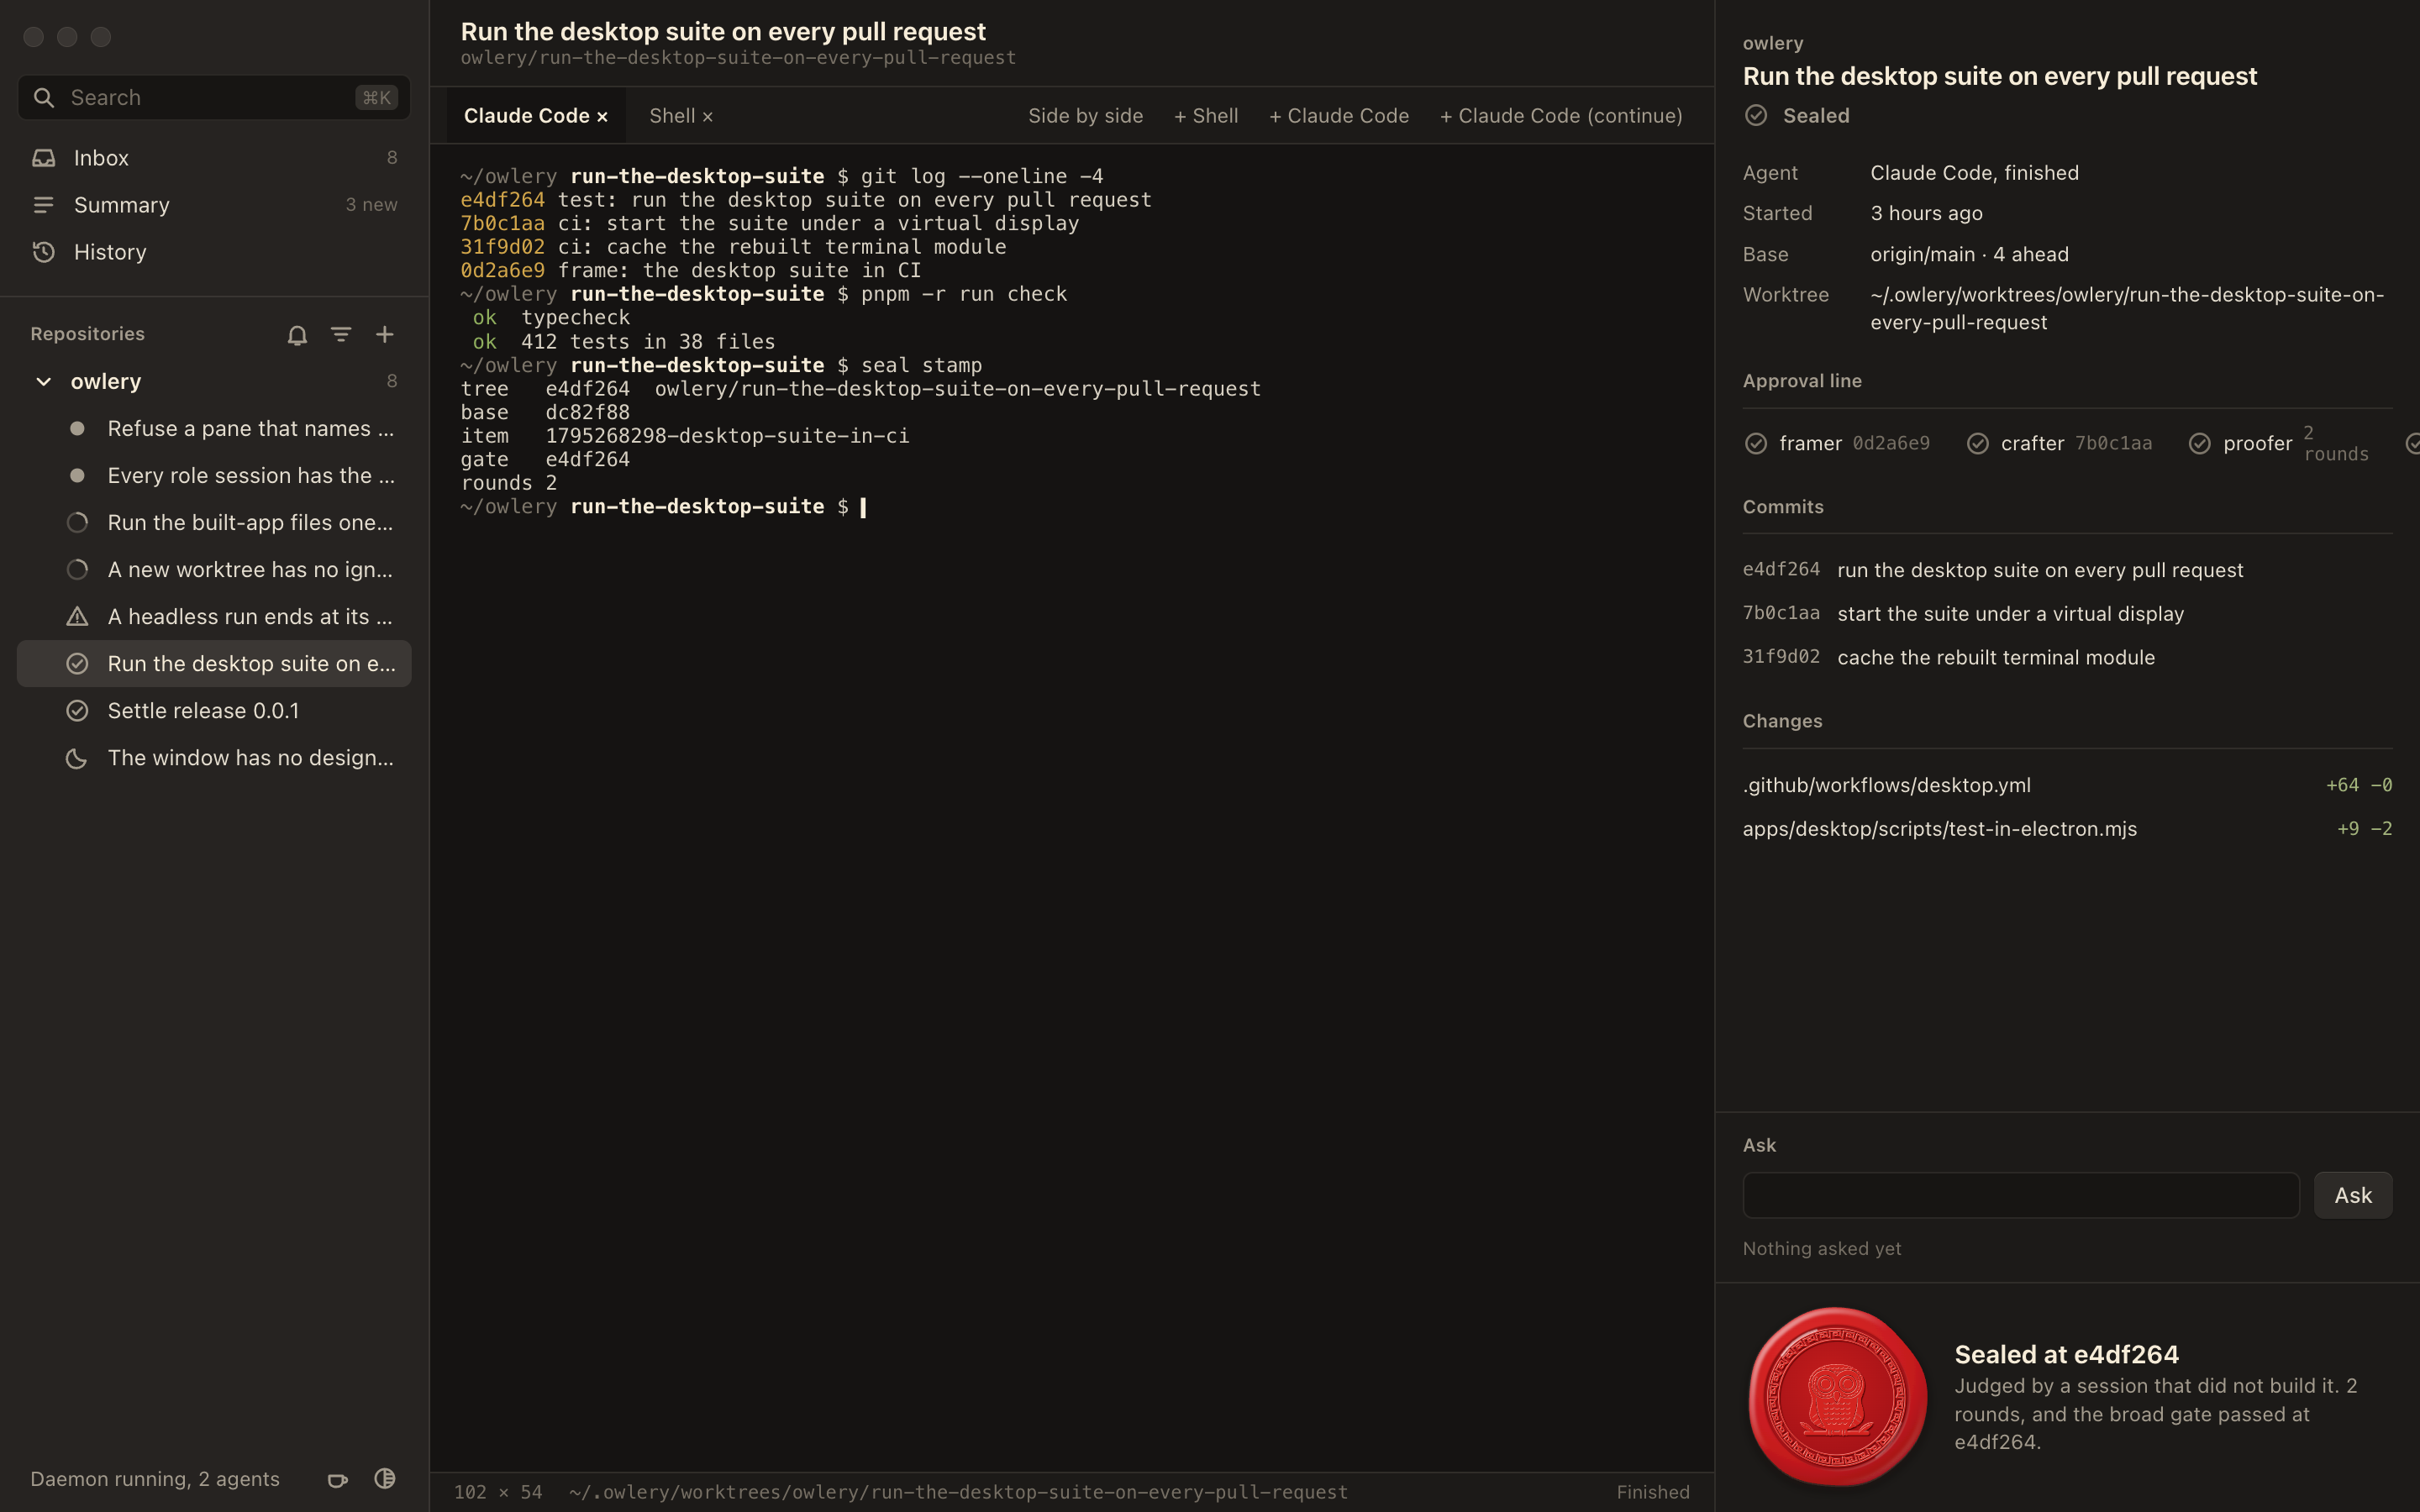 Search ⌘K
Inbox 8
Summary 3 new
History
Repositories
owlery 8
Refuse a pane that names ...
Every role session has the ...
Run the built-app files one...
A new worktree has no ign...
A headless run ends at its ...
Run the desktop suite on e...
Settle release 0.0.1
The window has no design...
Daemon running, 2 agents
Run the desktop suite on every pull request
owlery/run-the-desktop-suite-on-every-pull-request
Claude Code × Shell × Side by side + Shell + Claude Code + Claude Code (continue)
~/owlery run-the-desktop-suite $ git log --oneline -4
e4df264 test: run the desktop suite on every pull request
7b0c1aa ci: start the suite under a virtual display
31f9d02 ci: cache the rebuilt terminal module
0d2a6e9 frame: the desktop suite in CI
~/owlery run-the-desktop-suite $ pnpm -r run check
ok typecheck
ok 412 tests in 38 files
~/owlery run-the-desktop-suite $ seal stamp
tree e4df264 owlery/run-the-desktop-suite-on-every-pull-request
base dc82f88
item 1795268298-desktop-suite-in-ci
gate e4df264
rounds 2
~/owlery run-the-desktop-suite $
102 × 54 ~/.owlery/worktrees/owlery/run-the-desktop-suite-on-every-pull-request Finished
owlery
Run the desktop suite on every pull request
Sealed
Agent Claude Code, finished
Started 3 hours ago
Base origin/main · 4 ahead
Worktree ~/.owlery/worktrees/owlery/run-the-desktop-suite-on-
every-pull-request
Approval line
framer 0d2a6e9 crafter 7b0c1aa proofer 2
rounds
Commits
e4df264 run the desktop suite on every pull request
7b0c1aa start the suite under a virtual display
31f9d02 cache the rebuilt terminal module
Changes
.github/workflows/desktop.yml +64 −0
apps/desktop/scripts/test-in-electron.mjs +9 −2
Ask
Ask
Nothing asked yet
Sealed at e4df264
Judged by a session that did not build it. 2
rounds, and the broad gate passed at
e4df264.